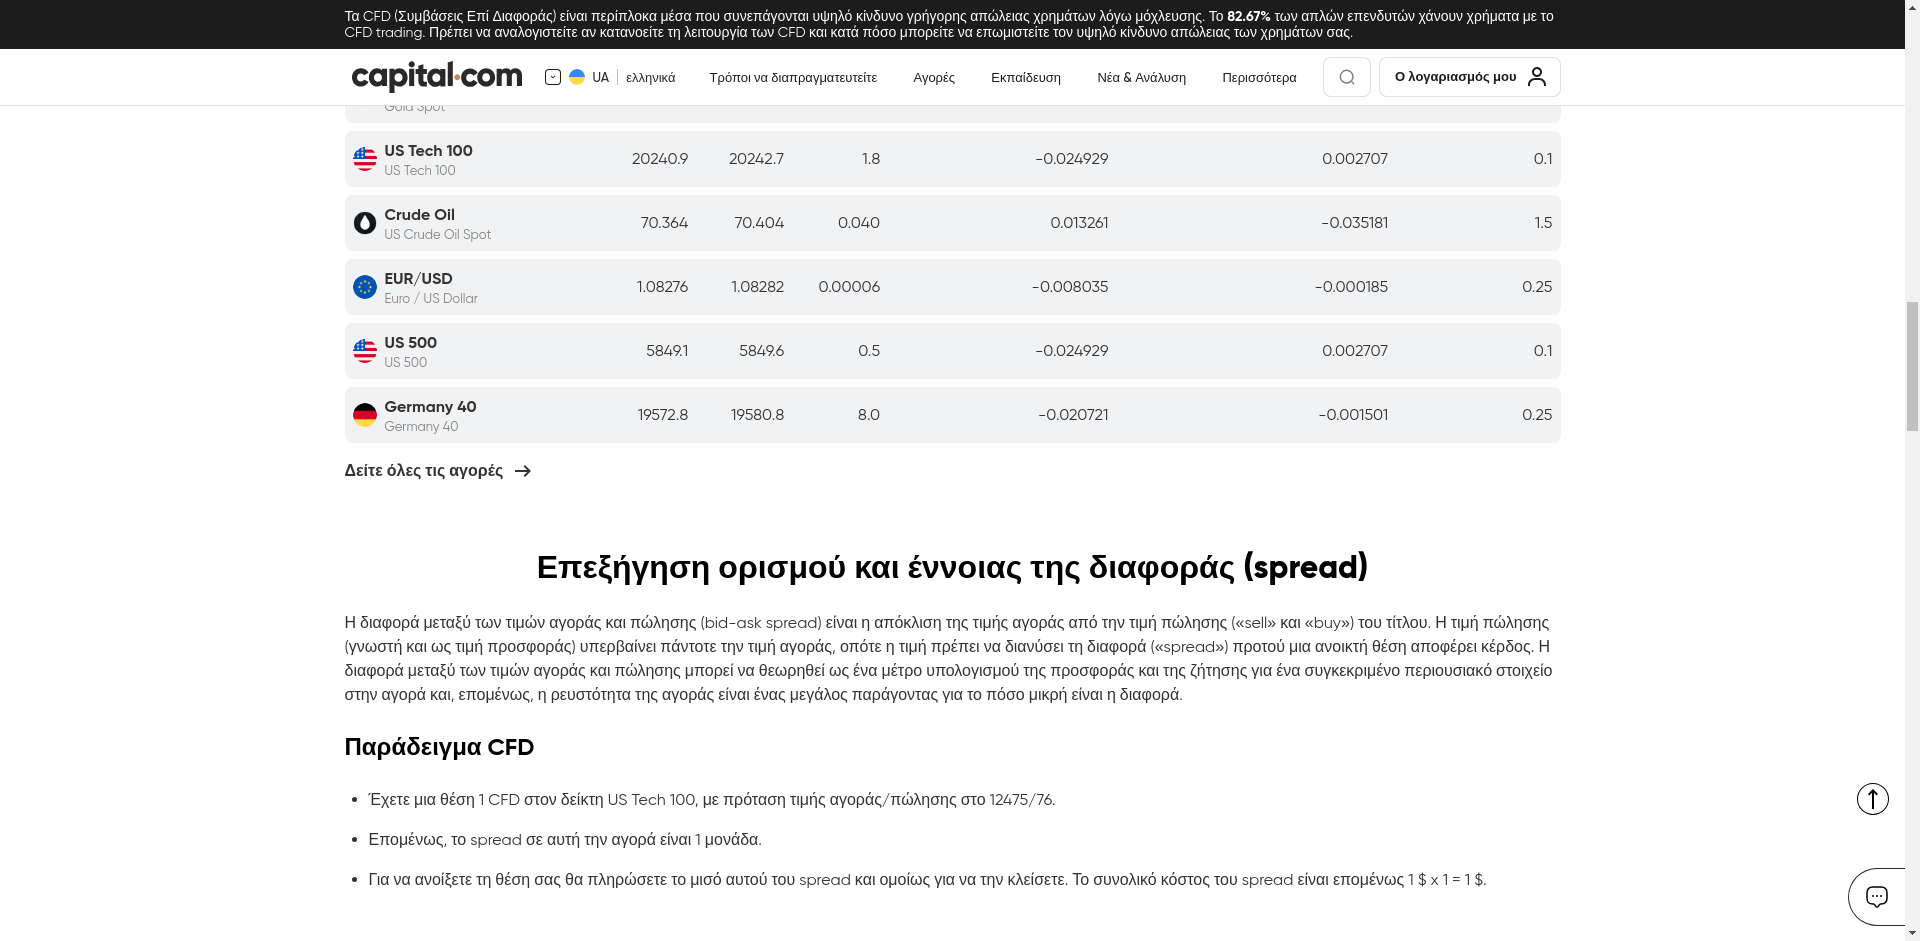 Τα CFD (Συμβάσεις Επί Διαφοράς) είναι περίπλοκα μέσα που συνεπάγονται υψηλό κίνδυνο γρήγορης απώλειας χρημάτων λόγω μόχλευσης. Το 82.67% των απλών επενδυτών χάνουν χρήματα με το
CFD trading. Πρέπει να αναλογιστείτε αν κατανοείτε τη λειτουργία των CFD και κατά πόσο μπορείτε να επωμιστείτε τον υψηλό κίνδυνο απώλειας των χρημάτων σας.
capital.com UA ελληνικά Τρόποι να διαπραγματευτείτε Αγορές Εκπαίδευση Νέα & Ανάλυση Περισσότερα Ο λογαριασμός μου
Gold Spot
US Tech 100 20240.9 20242.7 1.8 -0.024929 0.002707 0.1
US Tech 100
Crude Oil 70.364 70.404 0.040 0.013261 -0.035181 1.5
US Crude Oil Spot
EUR/USD 1.08276 1.08282 0.00006 -0.008035 -0.000185 0.25
Euro / US Dollar
US 500 5849.1 5849.6 0.5 -0.024929 0.002707 0.1
US 500
Germany 40 19572.8 19580.8 8.0 -0.020721 -0.001501 0.25
Germany 40
Δείτε όλες τις αγορές
Επεξήγηση ορισμού και έννοιας της διαφοράς (spread)
Η διαφορά μεταξύ των τιμών αγοράς και πώλησης (bid-ask spread) είναι η απόκλιση της τιμής αγοράς από την τιμή πώλησης («sell» και «buy») του τίτλου. Η τιμή πώλησης
(γνωστή και ως τιμή προσφοράς) υπερβαίνει πάντοτε την τιμή αγοράς, οπότε η τιμή πρέπει να διανύσει τη διαφορά («spread») προτού μια ανοικτή θέση αποφέρει κέρδος. Η
διαφορά μεταξύ των τιμών αγοράς και πώλησης μπορεί να θεωρηθεί ως ένα μέτρο υπολογισμού της προσφοράς και της ζήτησης για ένα συγκεκριμένο περιουσιακό στοιχείο
στην αγορά και, επομένως, η ρευστότητα της αγοράς είναι ένας μεγάλος παράγοντας για το πόσο μικρή είναι η διαφορά.
Παράδειγμα CFD
Έχετε μια θέση 1 CFD στον δείκτη US Tech 100, με πρόταση τιμής αγοράς/πώλησης στο 12475/76.
Επομένως, το spread σε αυτή την αγορά είναι 1 μονάδα.
Για να ανοίξετε τη θέση σας θα πληρώσετε το μισό αυτού του spread και ομοίως για να την κλείσετε. Το συνολικό κόστος του spread είναι επομένως 1 $ x 1 = 1 $.